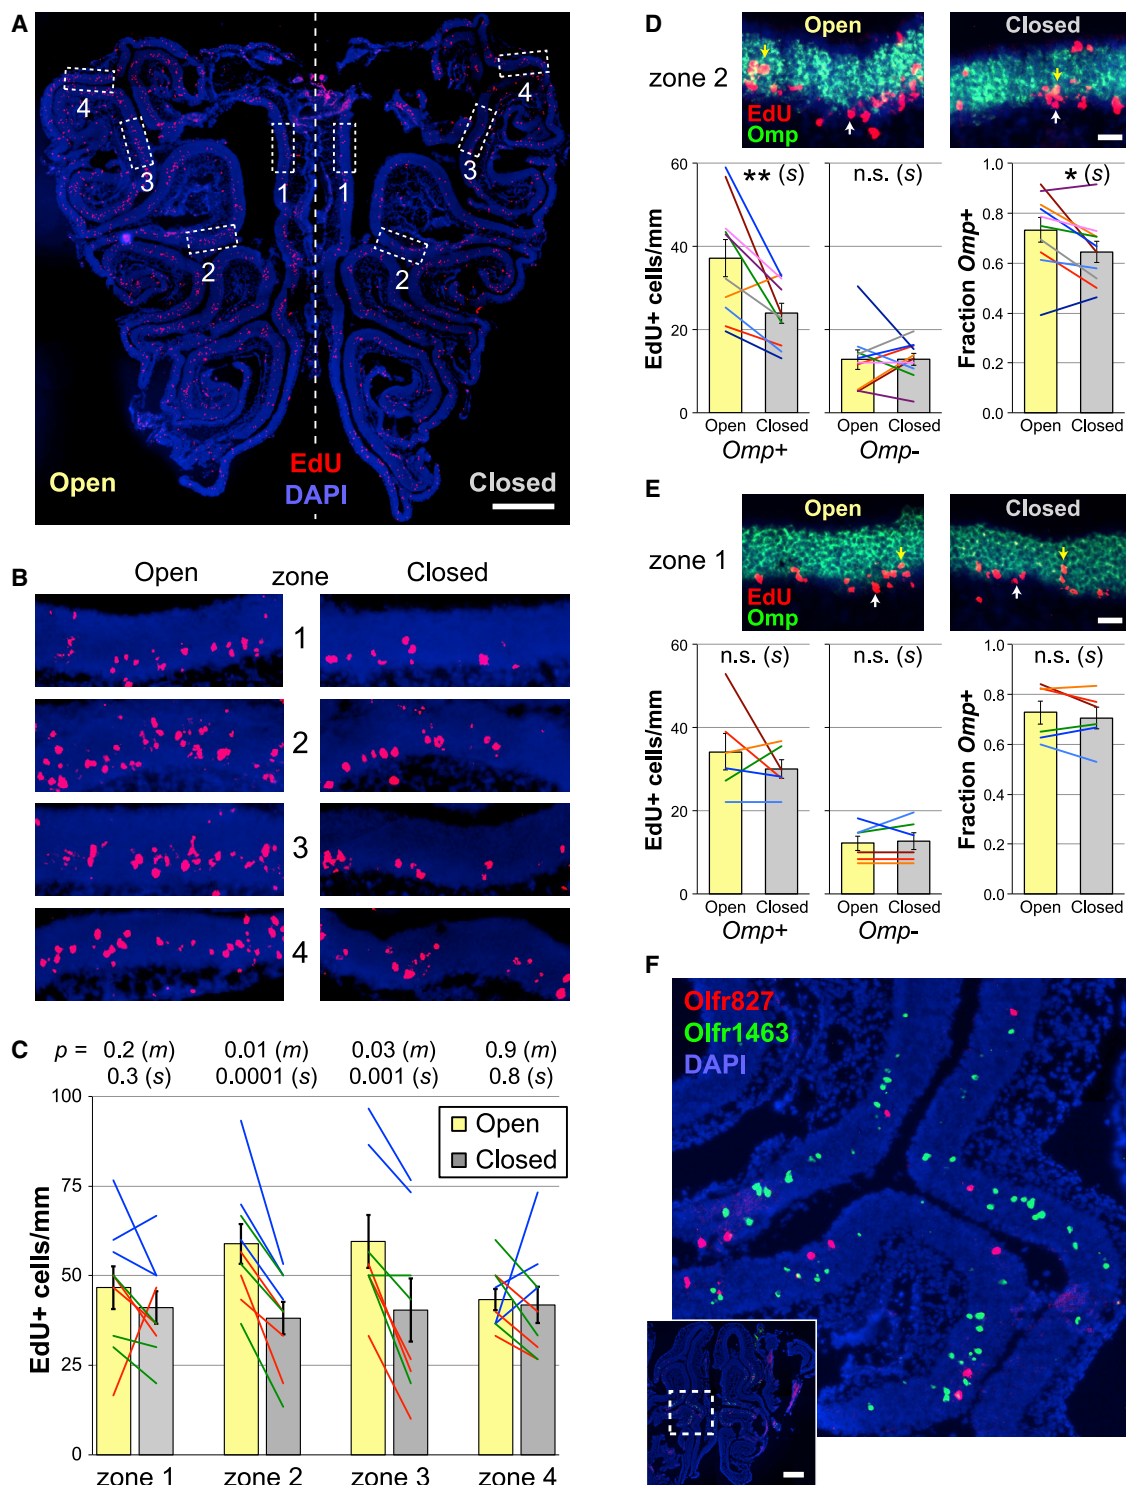 A
4
3
1
2
1
2
3
4
Open
EdU
DAPI
Closed
B
Open
zone
Closed
1
2
3
4
C
p = 0.2 (m) 0.01 (m) 0.03 (m) 0.9 (m)
0.3 (s) 0.0001 (s) 0.001 (s) 0.8 (s)
EdU+ cells/mm
100
75
50
25
0
Open
Closed
zone 1 zone 2 zone 3 zone 4
D
zone 2
Open
Closed
EdU
Omp
EdU+ cells/mm
60
40
20
0
** (s)
n.s. (s)
Open Closed
Omp+
Open Closed
Omp-
Fraction Omp+
1.0
0.8
0.6
0.4
0.2
0.0
* (s)
Open Closed
E
zone 1
Open
Closed
EdU
Omp
EdU+ cells/mm
60
40
20
0
n.s. (s)
n.s. (s)
Open Closed
Omp+
Open Closed
Omp-
Fraction Omp+
1.0
0.8
0.6
0.4
0.2
0.0
n.s. (s)
Open Closed
F
Olfr827
Olfr1463
DAPI